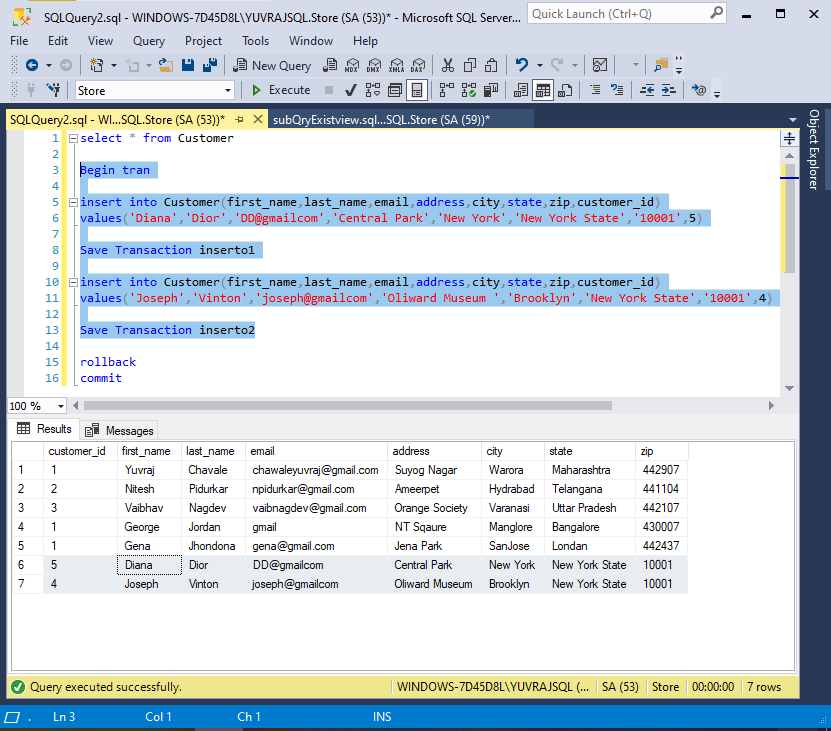 SQLQuery2.sql - WINDOWS-7D45D8L\YUVRAJSQL.Store (SA (53))* - Microsoft SQL Server...
Quick Launch (Ctrl+Q)
File Edit View Query Project Tools Window Help
New Query MDX DMX XMLA DAX
Store Execute
SQLQuery2.sql - WI...SQL.Store (SA (53))* subQryExistview.sql...SQL.Store (SA (59))*
Object Explorer
1 select * from Customer
2
3 Begin tran
4
5 insert into Customer(first_name,last_name,email,address,city,state,zip,customer_id)
6 values('Diana','Dior','DD@gmailcom','Central Park','New York','New York State','10001',5)
7
8 Save Transaction inserto1
9
10 insert into Customer(first_name,last_name,email,address,city,state,zip,customer_id)
11 values('Joseph','Vinton','joseph@gmailcom','Oliward Museum ','Brooklyn','New York State','10001',4)
12
13 Save Transaction inserto2
14
15 rollback
16 commit
100 %
Results Messages
customer_id first_name last_name email address city state zip
1 1 Yuvraj Chavale chawaleyuvraj@gmail.com Suyog Nagar Warora Maharashtra 442907
2 2 Nitesh Pidurkar npidurkar@gmail.com Ameerpet Hydrabad Telangana 441104
3 3 Vaibhav Nagdev vaibnagdev@gmail.com Orange Society Varanasi Uttar Pradesh 442107
4 1 George Jordan gmail NT Sqaure Manglore Bangalore 430007
5 1 Gena Jhondona gena@gmail.com Jena Park SanJose Londan 442437
6 5 Diana Dior DD@gmailcom Central Park New York New York State 10001
7 4 Joseph Vinton joseph@gmailcom Oliward Museum Brooklyn New York State 10001
Query executed successfully. WINDOWS-7D45D8L\YUVRAJSQL (... SA (53) Store 00:00:00 7 rows
. Ln 3 Col 1 Ch 1 INS